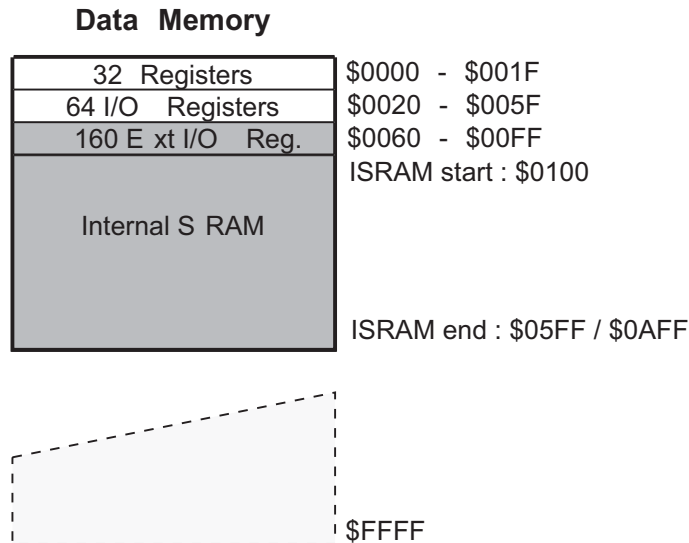 Data Memory
32 Registers
$0000 - $001F
64 I/O Registers
$0020 - $005F
160 E xt I/O Reg.
$0060 - $00FF
ISRAM start : $0100
Internal S RAM
ISRAM end : $05FF / $0AFF
$FFFF